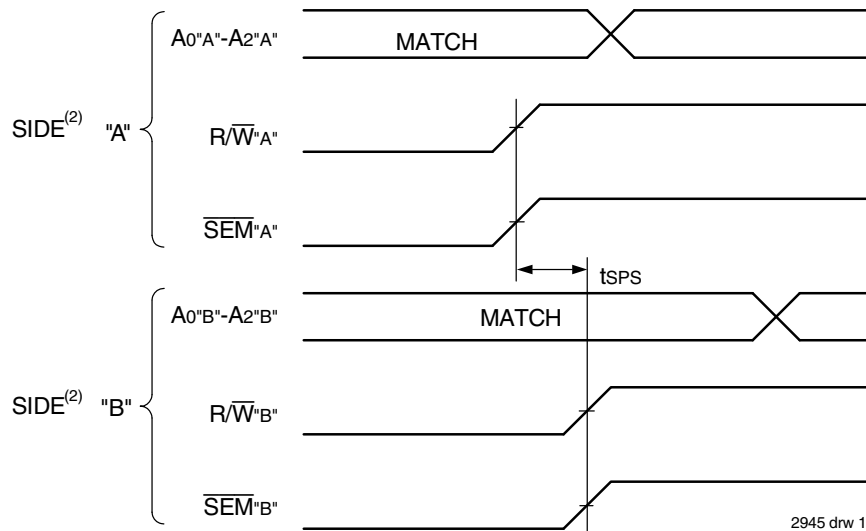 A0"A"-A2"A"
MATCH
SIDE(2) "A"
R/W"A"
SEM"A"
tSPS
A0"B"-A2"B"
MATCH
SIDE(2) "B"
R/W"B"
SEM"B"
2945 drw 1